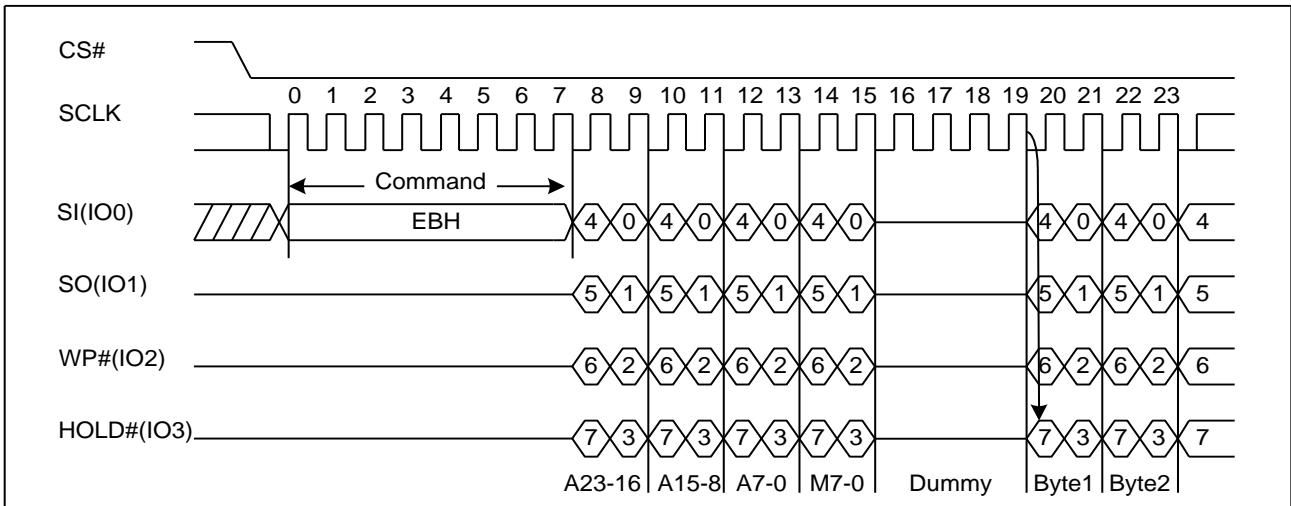 CS#
0 1 2 3 4 5 6 7 8 9 10 11 12 13 14 15 16 17 18 19 20 21 22 23
SCLK
Command
SI(IO0) EBH 4 0 4 0 4 0 4 0 4 0 4 0 4
SO(IO1) 5 1 5 1 5 1 5 1 5 1 5 1 5
WP#(IO2) 6 2 6 2 6 2 6 2 6 2 6 2 6
HOLD#(IO3) 7 3 7 3 7 3 7 3 7 3 7 3 7
A23-16 A15-8 A7-0 M7-0 Dummy Byte1 Byte2